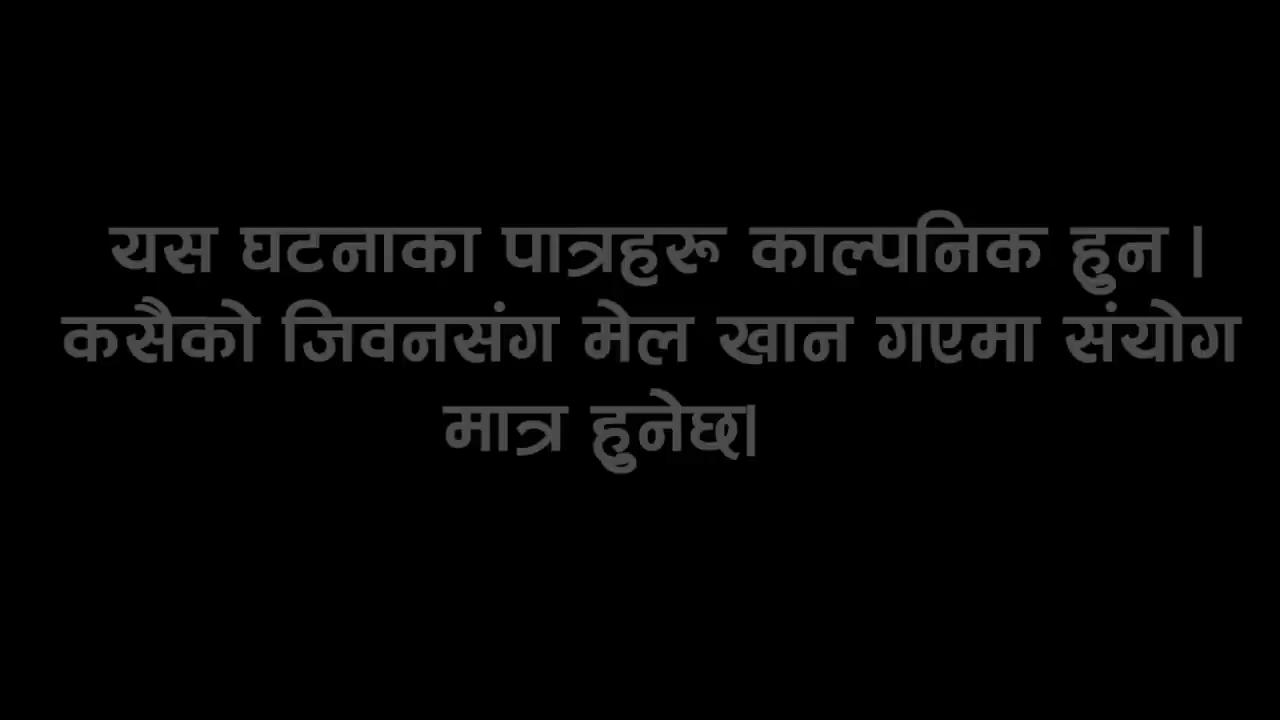 यस घटनाका पात्रहरू काल्पनिक हुन ।
कसैको जिवनसंग मेल खान गएमा संयोग
मात्र हुनेछ।